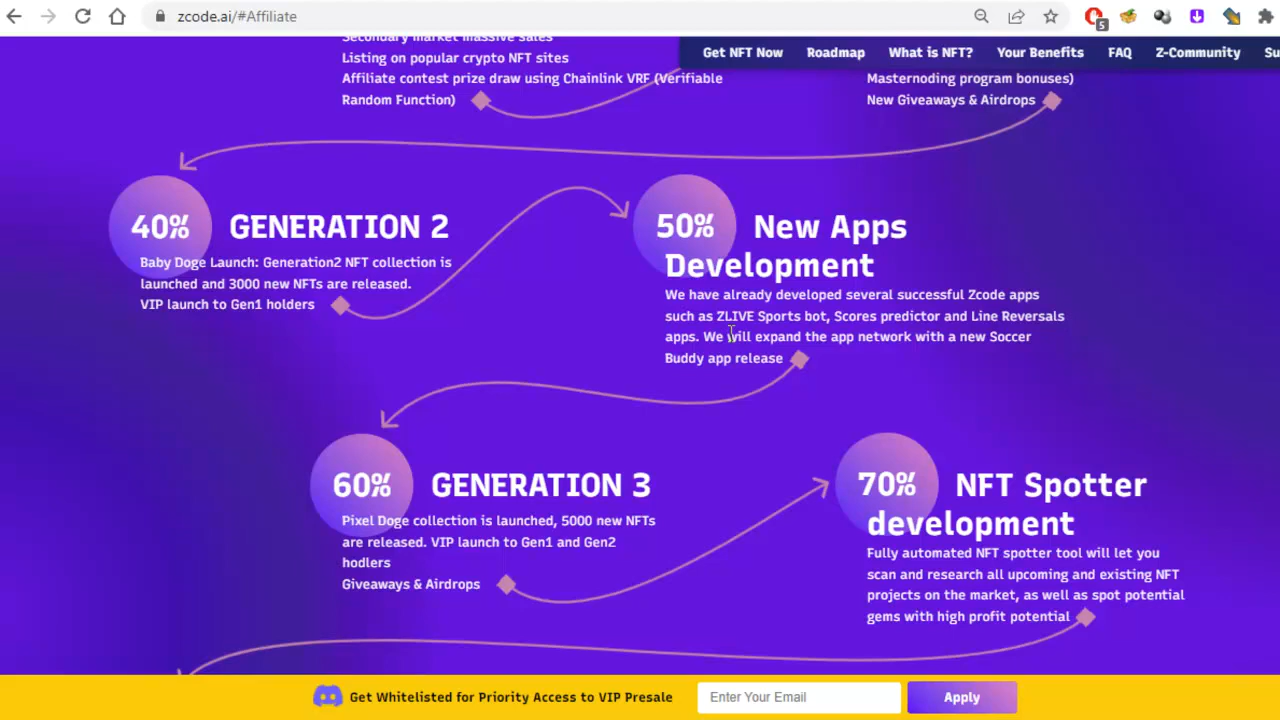 zcode.ai/#Affiliate
5
Get NFT Now Roadmap What is NFT? Your Benefits FAQ Z-Community Su
Secondary market massive sales
Listing on popular crypto NFT sites
Affiliate contest prize draw using Chainlink VRF (Verifiable
Random Function)
Masternoding program bonuses)
New Giveaways & Airdrops
40% GENERATION 2
Baby Doge Launch: Generation2 NFT collection is
launched and 3000 new NFTs are released.
VIP launch to Gen1 holders
50% New Apps
Development
We have already developed several successful Zcode apps
such as ZLIVE Sports bot, Scores predictor and Line Reversals
apps. We will expand the app network with a new Soccer
Buddy app release
60% GENERATION 3
Pixel Doge collection is launched, 5000 new NFTs
are released. VIP launch to Gen1 and Gen2
hodlers
Giveaways & Airdrops
70% NFT Spotter
development
Fully automated NFT spotter tool will let you
scan and research all upcoming and existing NFT
projects on the market, as well as spot potential
gems with high profit potential
Get Whitelisted for Priority Access to VIP Presale
Enter Your Email
Apply